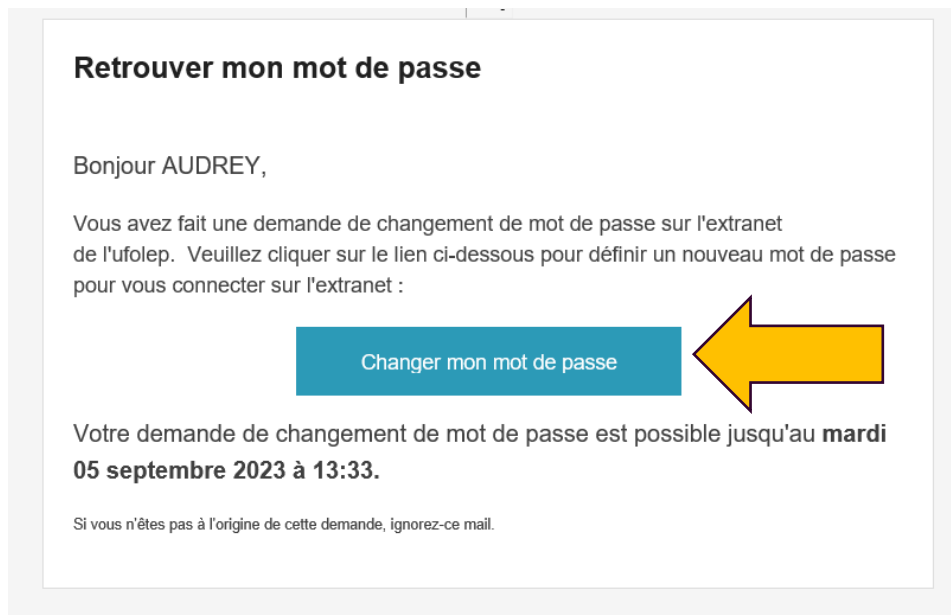 Retrouver mon mot de passe
Bonjour AUDREY,
Vous avez fait une demande de changement de mot de passe sur l'extranet
de l'ufolep. Veuillez cliquer sur le lien ci-dessous pour définir un nouveau mot de passe
pour vous connecter sur l'extranet :
Changer mon mot de passe
Votre demande de changement de mot de passe est possible jusqu'au mardi
05 septembre 2023 à 13:33.
Si vous n'êtes pas à l'origine de cette demande, ignorez-ce mail.